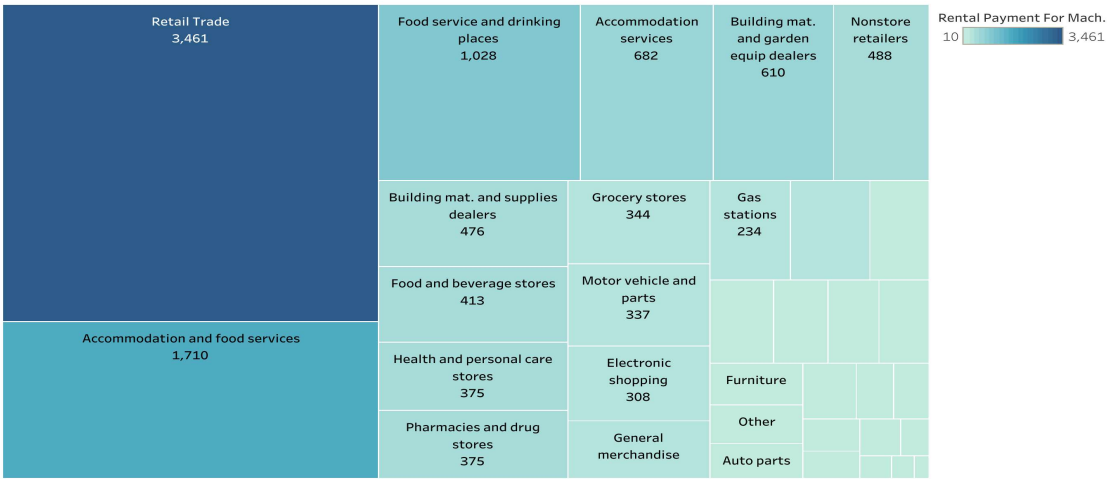 Retail Trade
3,461
Accommodation and food services
1,710
Food service and drinking
places
1,028
Accommodation
services
682
Building mat.
and garden
equip dealers
610
Nonstore
retailers
488
Building mat. and supplies
dealers
476
Food and beverage stores
413
Health and personal care
stores
375
Pharmacies and drug
stores
375
Grocery stores
344
Motor vehicle and
parts
337
Electronic
shopping
308
General
merchandise
Gas
stations
234
Furniture
Other
Auto parts
Rental Payment For Mach.
10 3,461